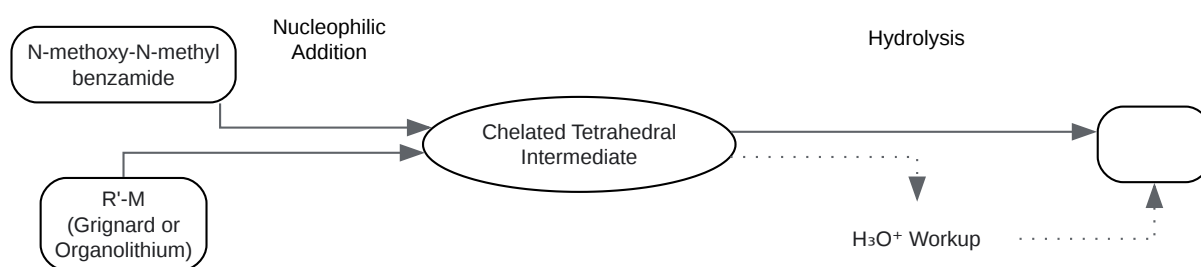 Nucleophilic
Addition
Hydrolysis
N-methoxy-N-methyl
benzamide
Chelated Tetrahedral
Intermediate
R'-M
(Grignard or
Organolithium)
H₃O⁺ Workup